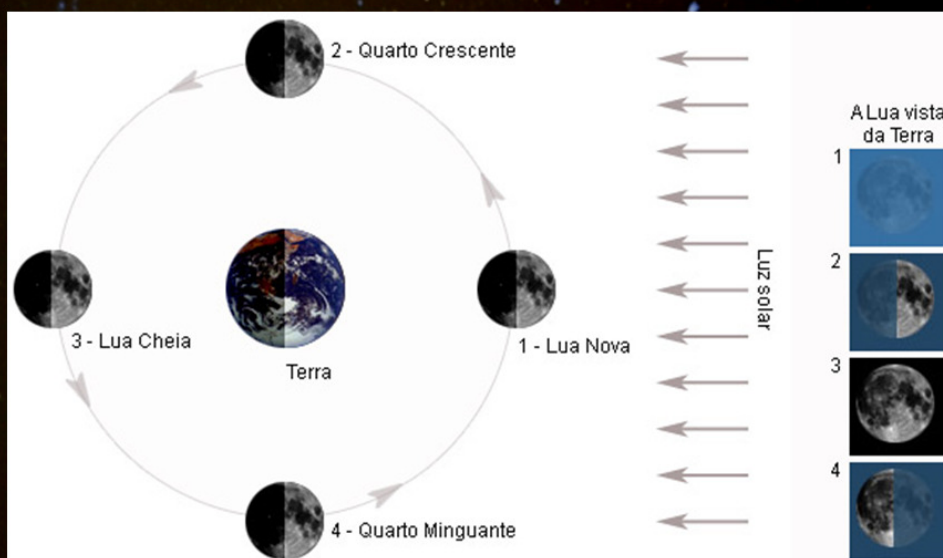 2 - Quarto Crescente
3 - Lua Cheia
Terra
1 - Lua Nova
4 - Quarto Minguante
Luz solar
A Lua vista
da Terra
1
2
3
4